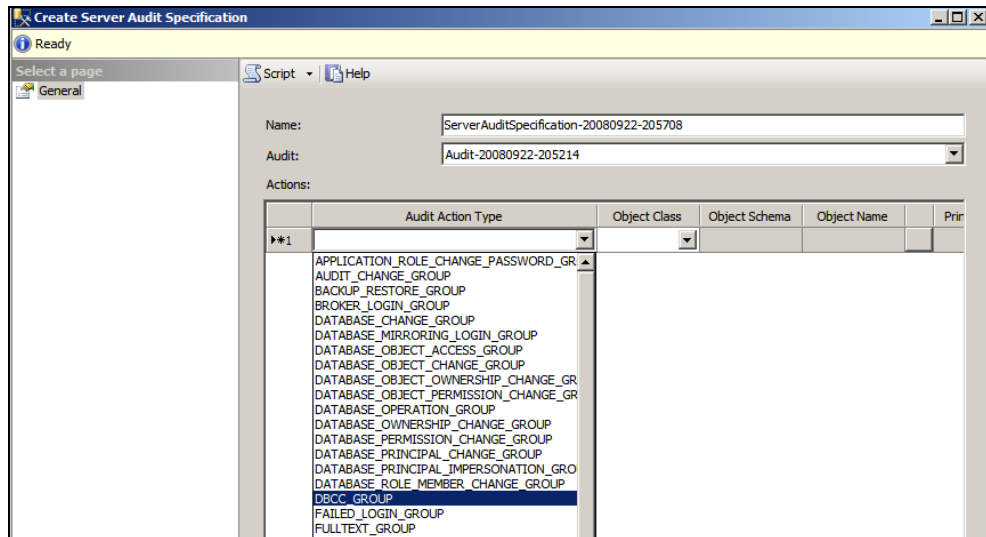 Create Server Audit Specification
Ready
Select a page
General
Script
Help
Name:
ServerAuditSpecification-20080922-205708
Audit:
Audit-20080922-205214
Actions:
Audit Action Type Object Class Object Schema Object Name Prin
*1
APPLICATION_ROLE_CHANGE_PASSWORD_GR
AUDIT_CHANGE_GROUP
BACKUP_RESTORE_GROUP
BROKER_LOGIN_GROUP
DATABASE_CHANGE_GROUP
DATABASE_MIRRORING_LOGIN_GROUP
DATABASE_OBJECT_ACCESS_GROUP
DATABASE_OBJECT_CHANGE_GROUP
DATABASE_OBJECT_OWNERSHIP_CHANGE_GR
DATABASE_OBJECT_PERMISSION_CHANGE_GR
DATABASE_OPERATION_GROUP
DATABASE_OWNERSHIP_CHANGE_GROUP
DATABASE_PERMISSION_CHANGE_GROUP
DATABASE_PRINCIPAL_CHANGE_GROUP
DATABASE_PRINCIPAL_IMPERSONATION_GRO
DATABASE_ROLE_MEMBER_CHANGE_GROUP
DBCC_GROUP
FAILED_LOGIN_GROUP
FULLTEXT_GROUP